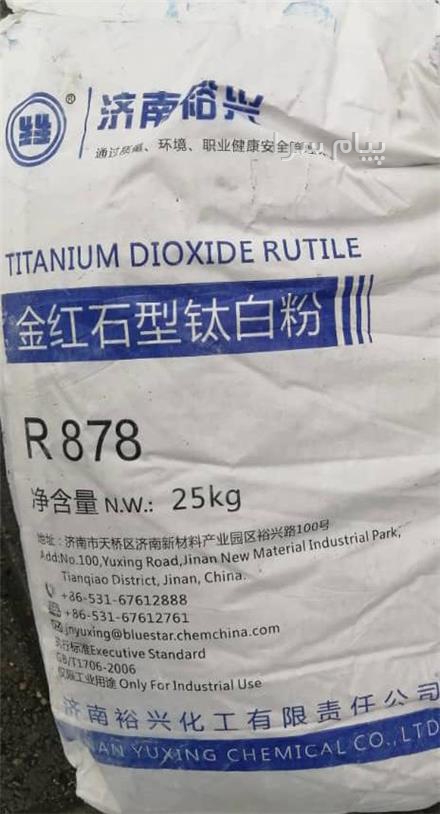 ® 济南裕兴
通过质量、环境、职业健康安全
پیام سرا
TITANIUM DIOXIDE RUTILE
金红石型钛白粉
R 878
净含量 N.W.: 25kg
地址:济南市天桥区济南新材料产业园区裕兴路100号
Add:No.100,Yuxing Road,Jinan New Material Industrial Park,
Tianqiao District, Jinan, China.
+86-531-67612888
+86-531-67612761
jnyuxing@bluestar.chemchina.com
执行标准Executive Standard
GB/T1706-2006
仅限工业用途 Only For Industrial Use
济南裕兴化工有限责任公司
NAN YUXING CHEMICAL CO.,LTD